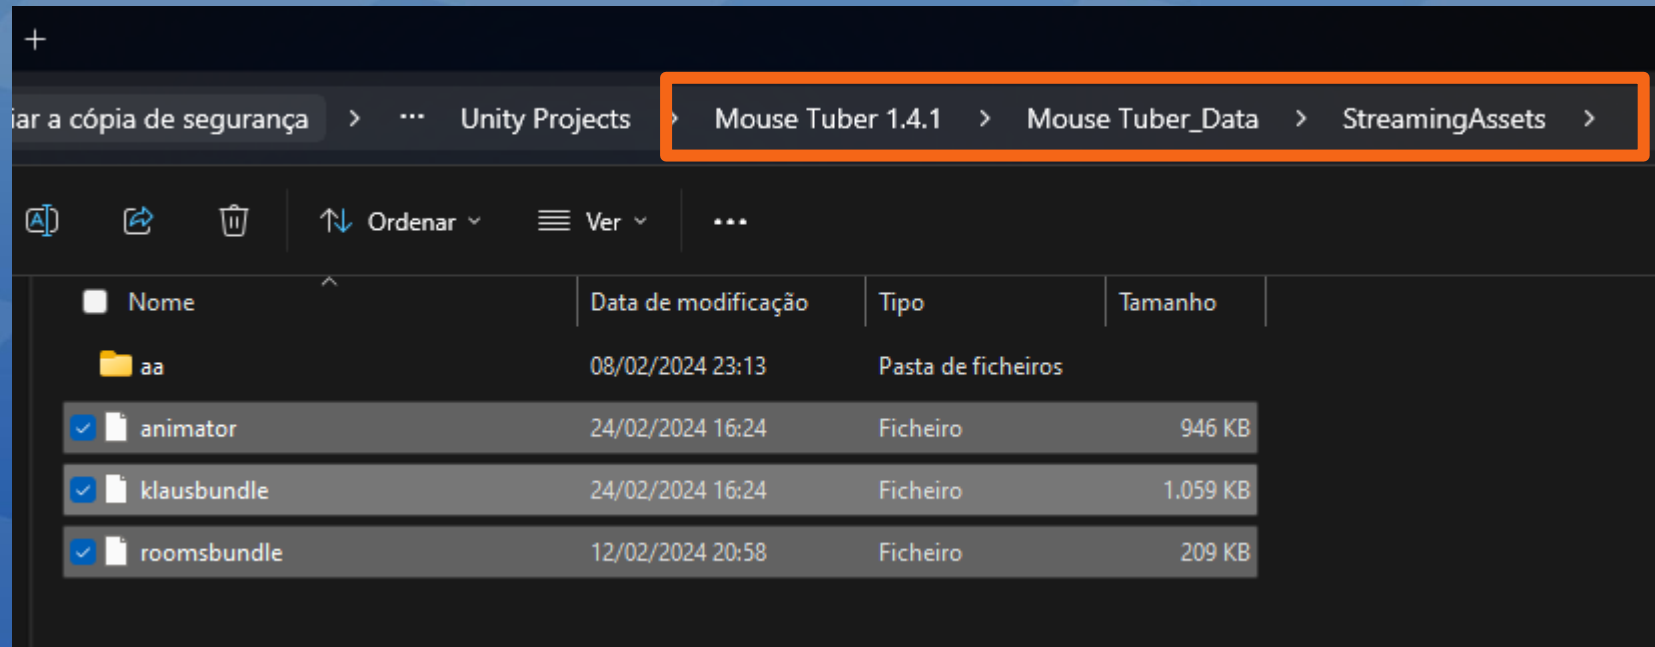 iar a cópia de segurança > ... Unity Projects > Mouse Tuber 1.4.1 > Mouse Tuber_Data > StreamingAssets >
Ordenar Ver ...
Nome Data de modificação Tipo Tamanho
aa 08/02/2024 23:13 Pasta de ficheiros
animator 24/02/2024 16:24 Ficheiro 946 KB
klausbundle 24/02/2024 16:24 Ficheiro 1.059 KB
roomsbundle 12/02/2024 20:58 Ficheiro 209 KB